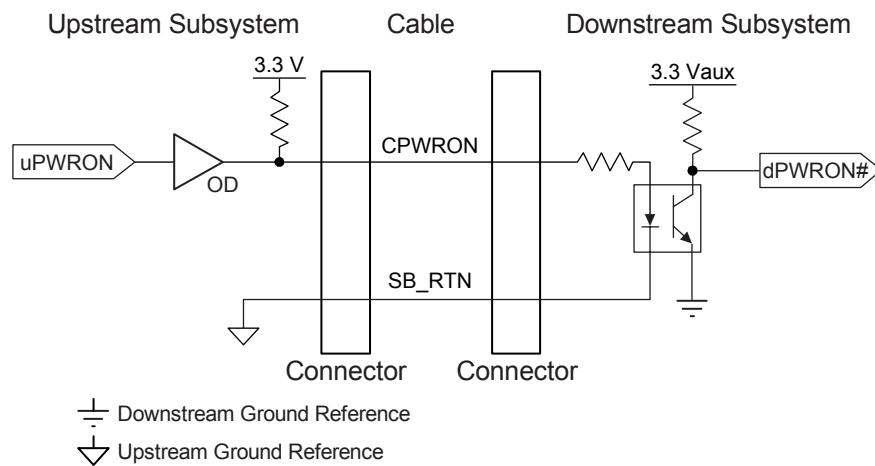 Upstream Subsystem Cable Downstream Subsystem
3.3 V
3.3 Vaux
uPWRON
OD
CPWRON
dPWRON#
SB_RTN
Connector Connector
Downstream Ground Reference
Upstream Ground Reference